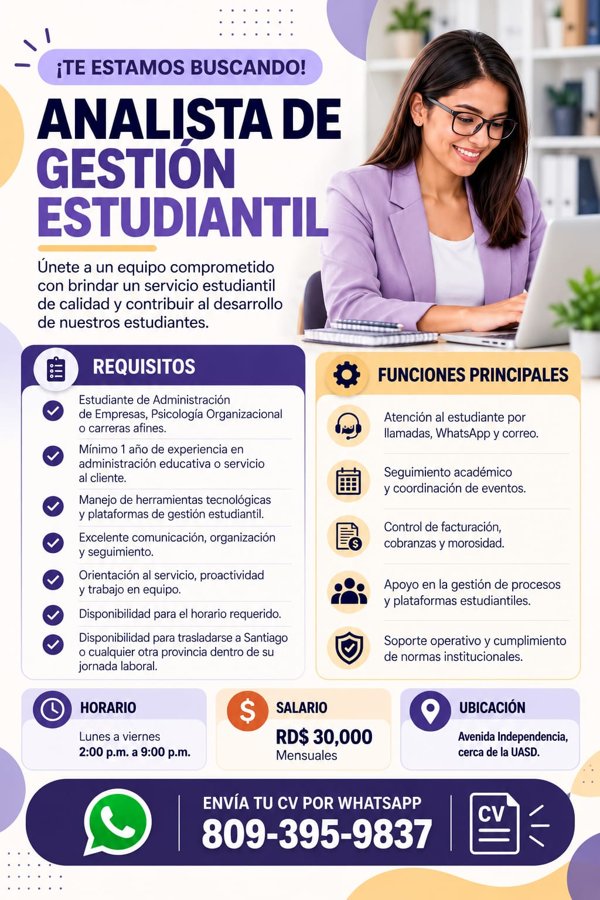 ¡TE ESTAMOS BUSCANDO!
ANALISTA DE
GESTIÓN
ESTUDIANTIL
Únete a un equipo comprometido
con brindar un servicio estudiantil
de calidad y contribuir al desarrollo
de nuestros estudiantes.
REQUISITOS
Estudiante de Administración
de Empresas, Psicología Organizacional
o carreras afines.
Mínimo 1 año de experiencia en
administración educativa o servicio
al cliente.
Manejo de herramientas tecnológicas
y plataformas de gestión estudiantil.
Excelente comunicación, organización
y seguimiento.
Orientación al servicio, proactividad
y trabajo en equipo.
Disponibilidad para el horario requerido.
Disponibilidad para trasladarse a Santiago
o cualquier otra provincia dentro de su
jornada laboral.
FUNCIONES PRINCIPALES
Atención al estudiante por
llamadas, WhatsApp y correo.
Seguimiento académico
y coordinación de eventos.
Control de facturación,
cobranzas y morosidad.
Apoyo en la gestión de procesos
y plataformas estudiantiles.
Soporte operativo y cumplimiento
de normas institucionales.
HORARIO
Lunes a viernes
2:00 p.m. a 9:00 p.m.
$
SALARIO
RD$ 30,000
Mensuales
UBICACIÓN
Avenida Independencia,
cerca de la UASD.
ENVÍA TU CV POR WHATSAPP
809-395-9837
CV